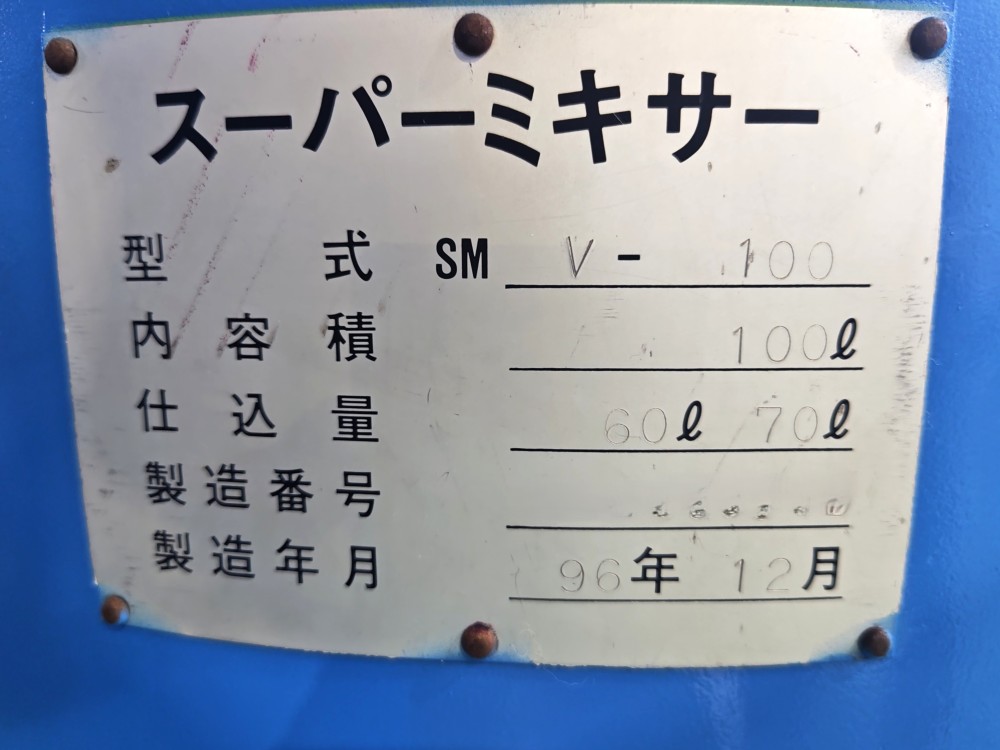 スーパーミキサー
型式 SM V- 100
内容積 100ℓ
仕込量 60ℓ 70ℓ
製造番号
製造年月 96年 12月